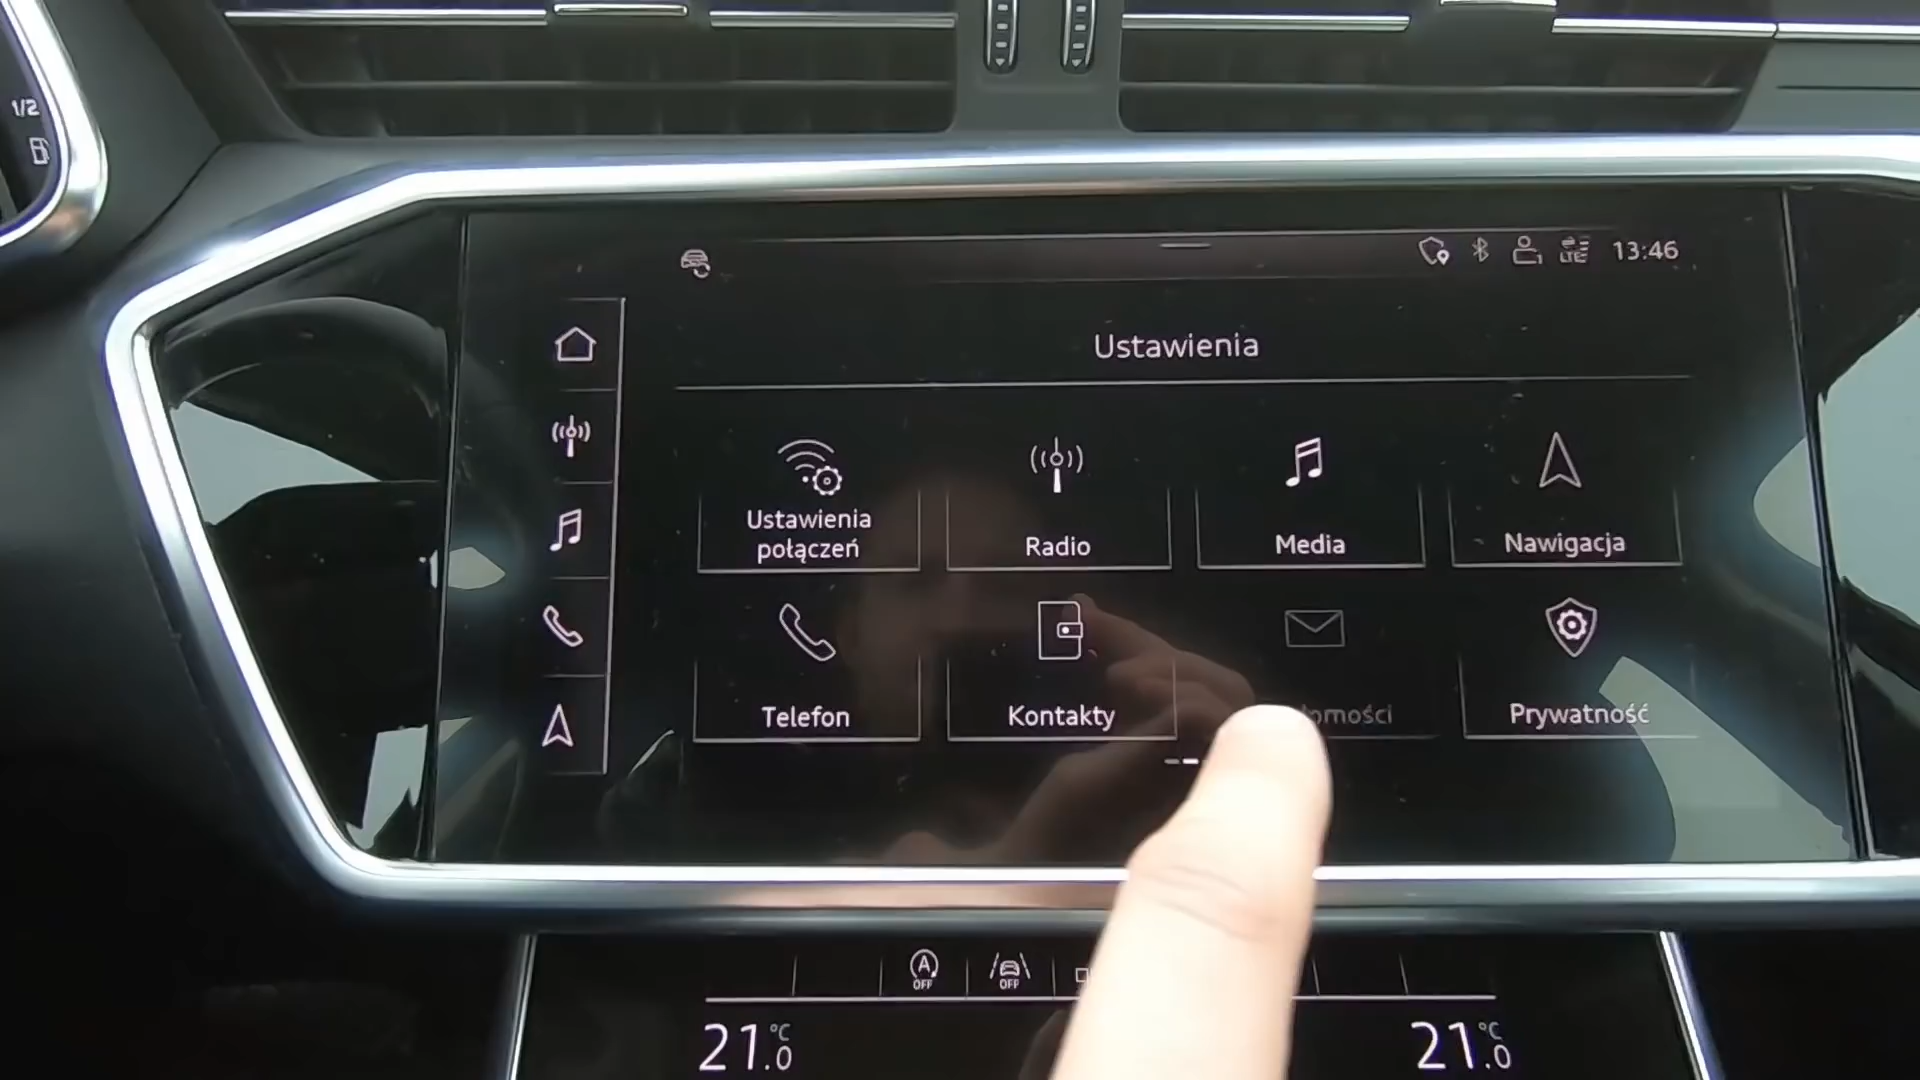 1/2
LTE
13:46
Ustawienia
Ustawienia
połączeń
Radio
Media
Nawigacja
Telefon
Kontakty
Prywatność
A
OFF
OFF
21.0 °C
21.0 °C